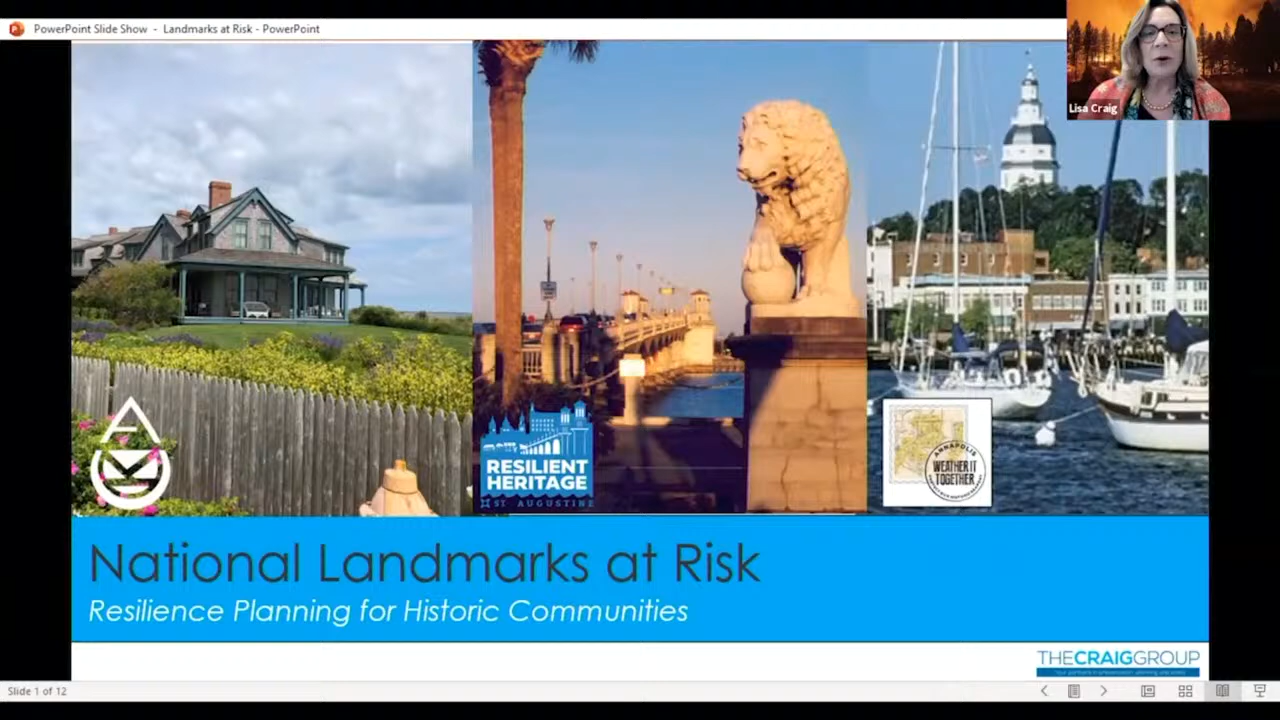 PowerPoint Slide Show - Landmarks at Risk - PowerPoint
Lisa Craig
RESILIENT
HERITAGE
ST AUGUSTINE
ANNAPOLIS
WEATHER IT
TOGETHER
National Landmarks at Risk
Resilience Planning for Historic Communities
THECRAIGGROUP
Slide 1 of 12